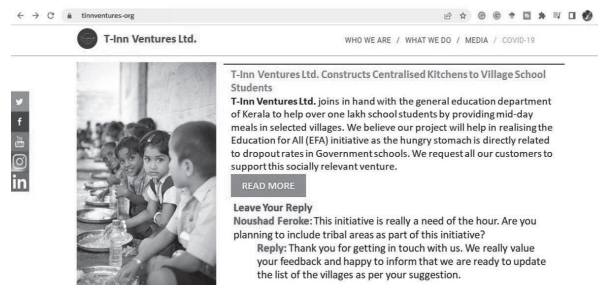 tinnventures-org
T-Inn Ventures Ltd.
WHO WE ARE / WHAT WE DO / MEDIA / COVID-19
T-Inn Ventures Ltd. Constructs Centralised Kitchens to Village School
Students
T-Inn Ventures Ltd. joins in hand with the general education department
of Kerala to help over one lakh school students by providing mid-day
meals in selected villages. We believe our project will help in realising the
Education for All (EFA) initiative as the hungry stomach is directly related
to dropout rates in Government schools. We request all our customers to
support this socially relevant venture.
READ MORE
Leave Your Reply
Noushad Feroke: This initiative is really a need of the hour. Are you
planning to include tribal areas as part of this initiative?
Reply: Thank you for getting in touch with us. We really value
your feedback and happy to inform that we are ready to update
the list of the villages as per your suggestion.